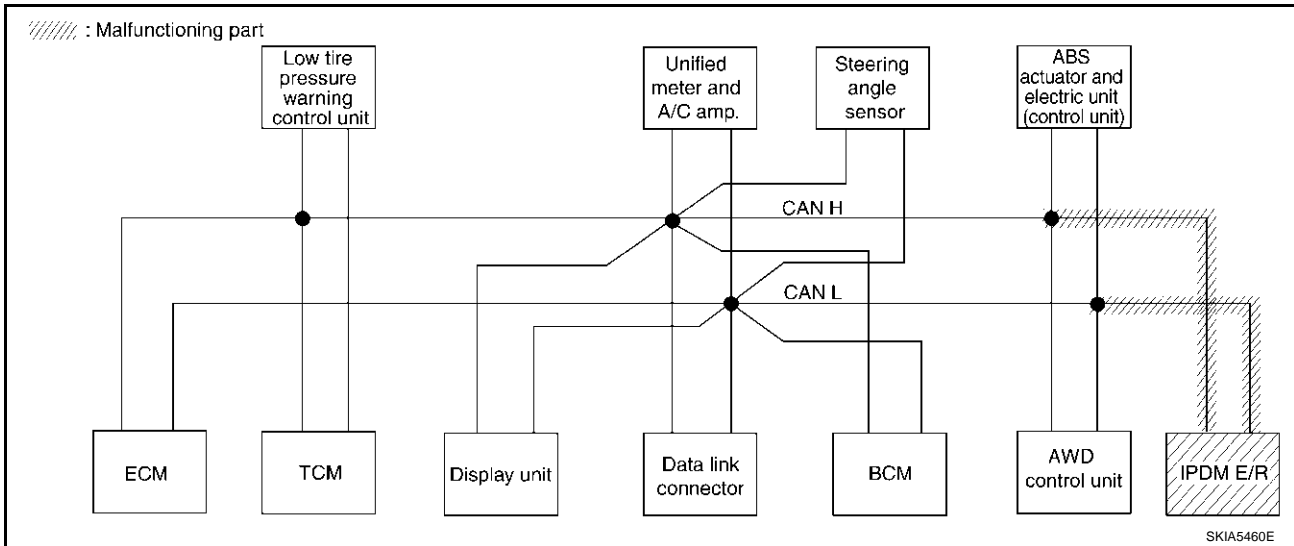 : Malfunctioning part
Low tire
pressure
warning
control unit
Unified
meter and
A/C amp.
Steering
angle
sensor
ABS
actuator and
electric unit
(control unit)
CAN H
CAN L
ECM
TCM
Display unit
Data link
connector
BCM
AWD
control unit
IPDM E/R
SKIA5460E